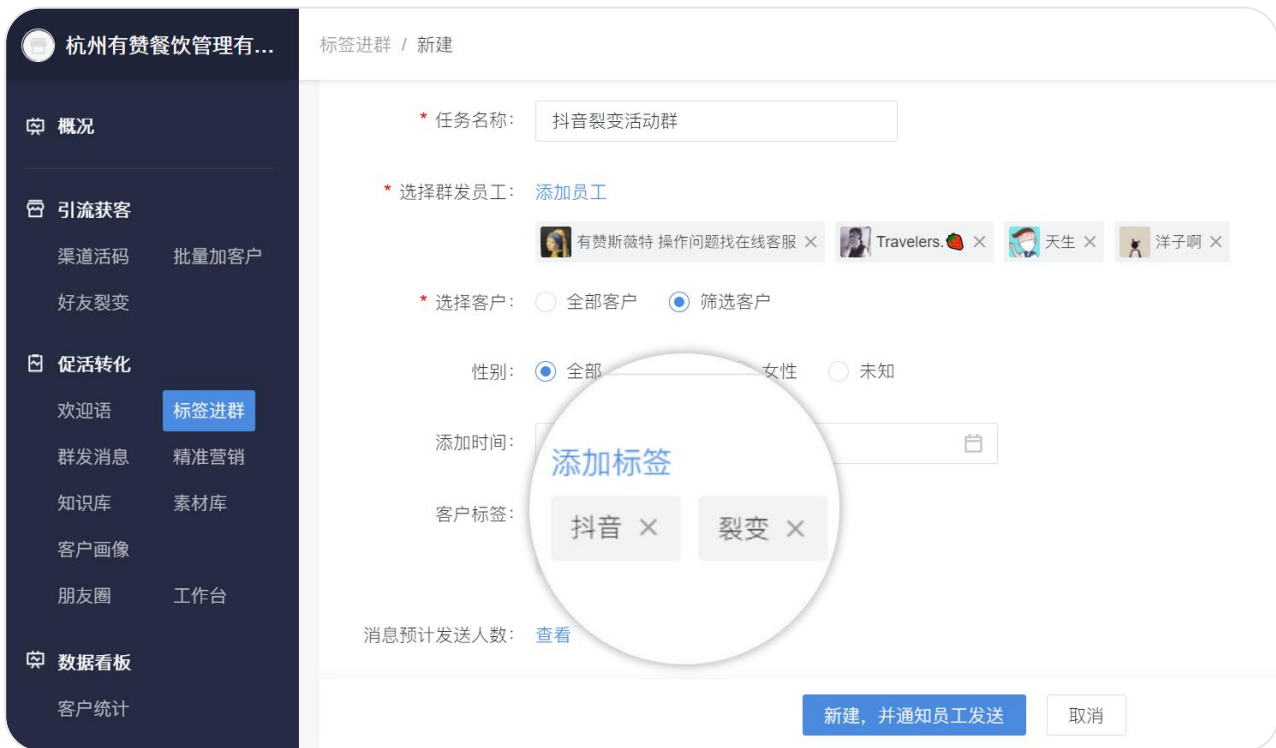 杭州有赞餐饮管理有...
标签进群 / 新建
概况
引流获客
渠道活码 批量加客户
好友裂变
促活转化
欢迎语 标签进群
群发消息 精准营销
知识库 素材库
客户画像
朋友圈 工作台
数据看板
客户统计
* 任务名称: 抖音裂变活动群
* 选择群发员工: 添加员工
有赞斯薇特 操作问题找在线客服 × Travelers.🍓 × 天生 × 洋子啊 ×
* 选择客户: 全部客户 筛选客户
性别: 全部 女性 未知
添加时间:
添加标签
客户标签: 抖音 × 裂变 ×
消息预计发送人数: 查看
新建，并通知员工发送 取消